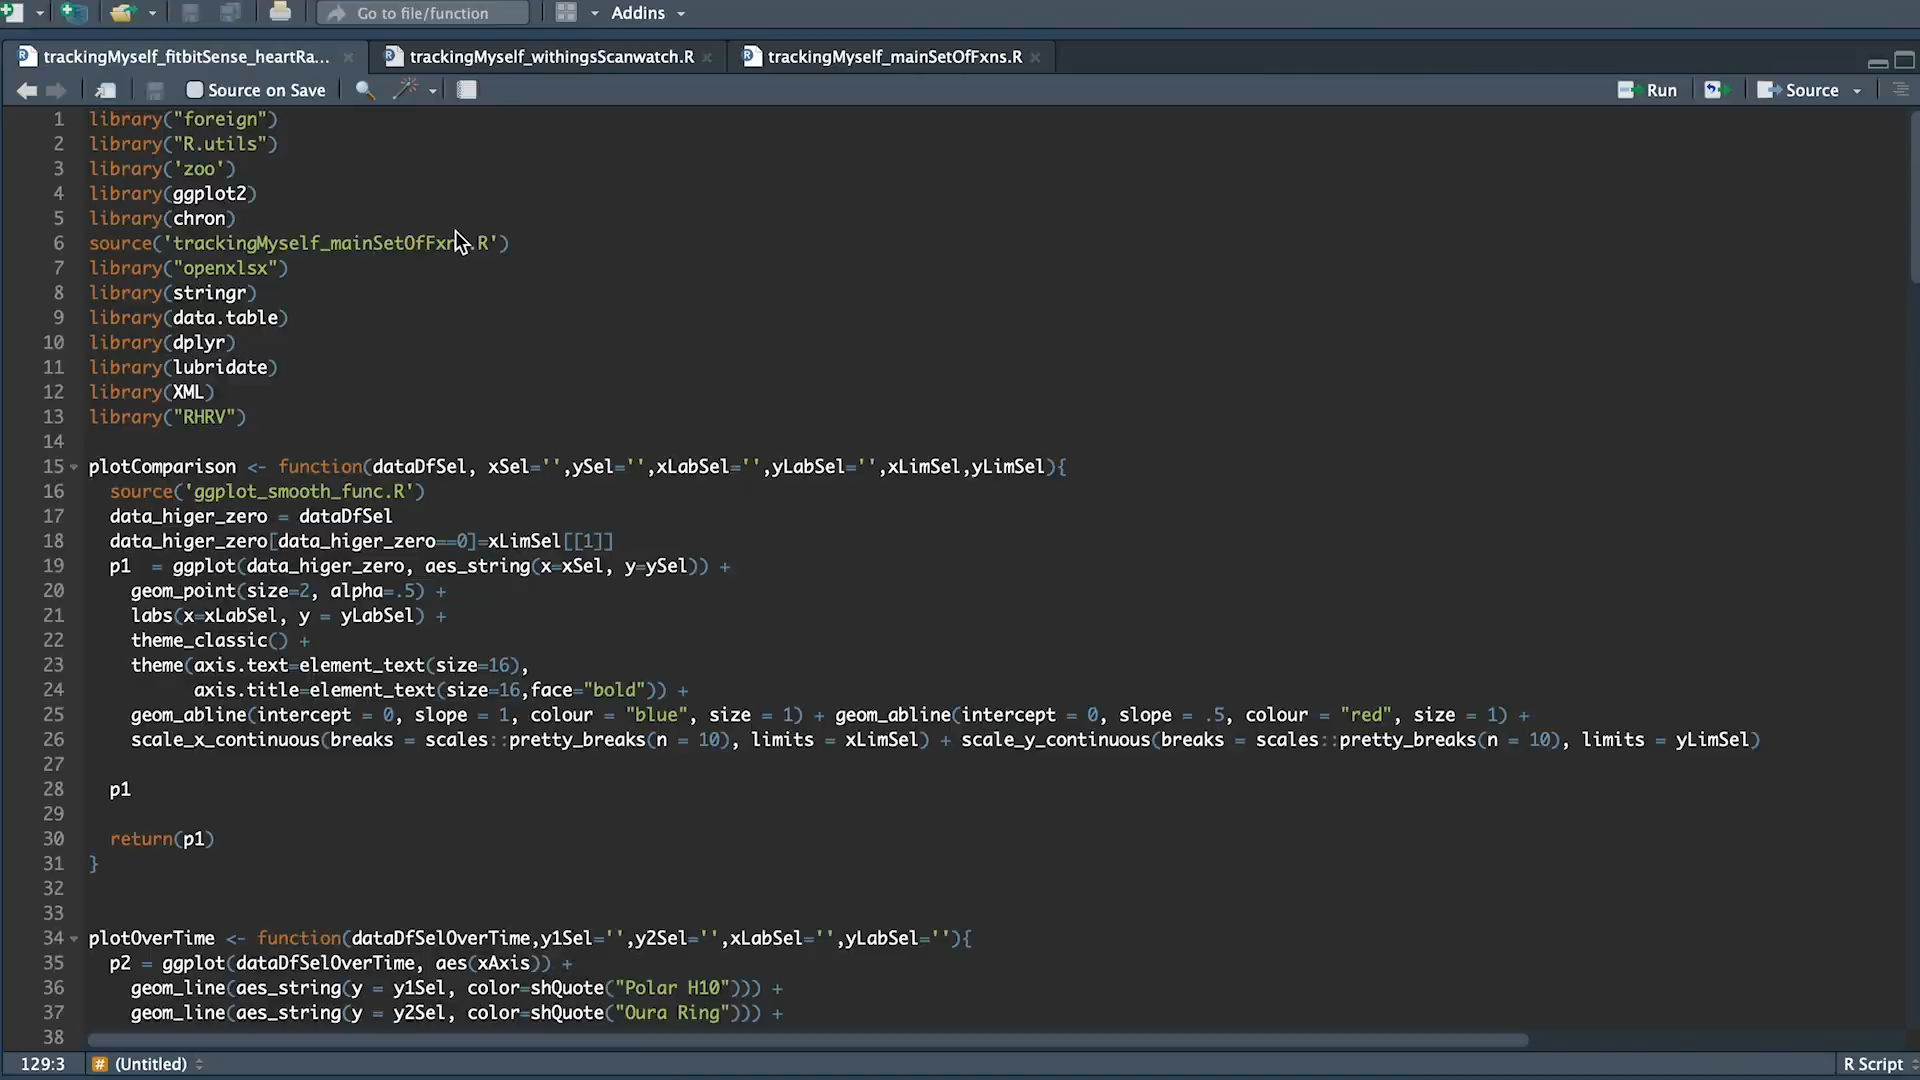 Go to file/function
Addins
trackingMyself_fitbitSense_heartRa...
trackingMyself_withingsScanwatch.R
trackingMyself_mainSetOfFxns.R
Source on Save
Run
Source
1 library("foreign")
2 library("R.utils")
3 library('zoo')
4 library(ggplot2)
5 library(chron)
6 source('trackingMyself_mainSetOfFxns.R')
7 library("openxlsx")
8 library(stringr)
9 library(data.table)
10 library(dplyr)
11 library(lubridate)
12 library(XML)
13 library("RHRV")
14
15 plotComparison <- function(dataDfSel, xSel='',ySel='',xLabSel='',yLabSel='',xLimSel,yLimSel){
16 source('ggplot_smooth_func.R')
17 data_higer_zero = dataDfSel
18 data_higer_zero[data_higer_zero==0]=xLimSel[[1]]
19 p1  = ggplot(data_higer_zero, aes_string(x=xSel, y=ySel)) +
20 geom_point(size=2, alpha=.5) +
21 labs(x=xLabSel, y = yLabSel) +
22 theme_classic() +
23 theme(axis.text=element_text(size=16),
24 axis.title=element_text(size=16,face="bold")) +
25 geom_abline(intercept = 0, slope = 1, colour = "blue", size = 1) + geom_abline(intercept = 0, slope = .5, colour = "red", size = 1) +
26 scale_x_continuous(breaks = scales::pretty_breaks(n = 10), limits = xLimSel) + scale_y_continuous(breaks = scales::pretty_breaks(n = 10), limits = yLimSel)
27
28 p1
29
30 return(p1)
31 }
32
33
34 plotOverTime <- function(dataDfSelOverTime,y1Sel='',y2Sel='',xLabSel='',yLabSel=''){
35 p2 = ggplot(dataDfSelOverTime, aes(xAxis)) +
36 geom_line(aes_string(y = y1Sel, color=shQuote("Polar H10"))) +
37 geom_line(aes_string(y = y2Sel, color=shQuote("Oura Ring"))) +
38
129:3
# (Untitled)
R Script